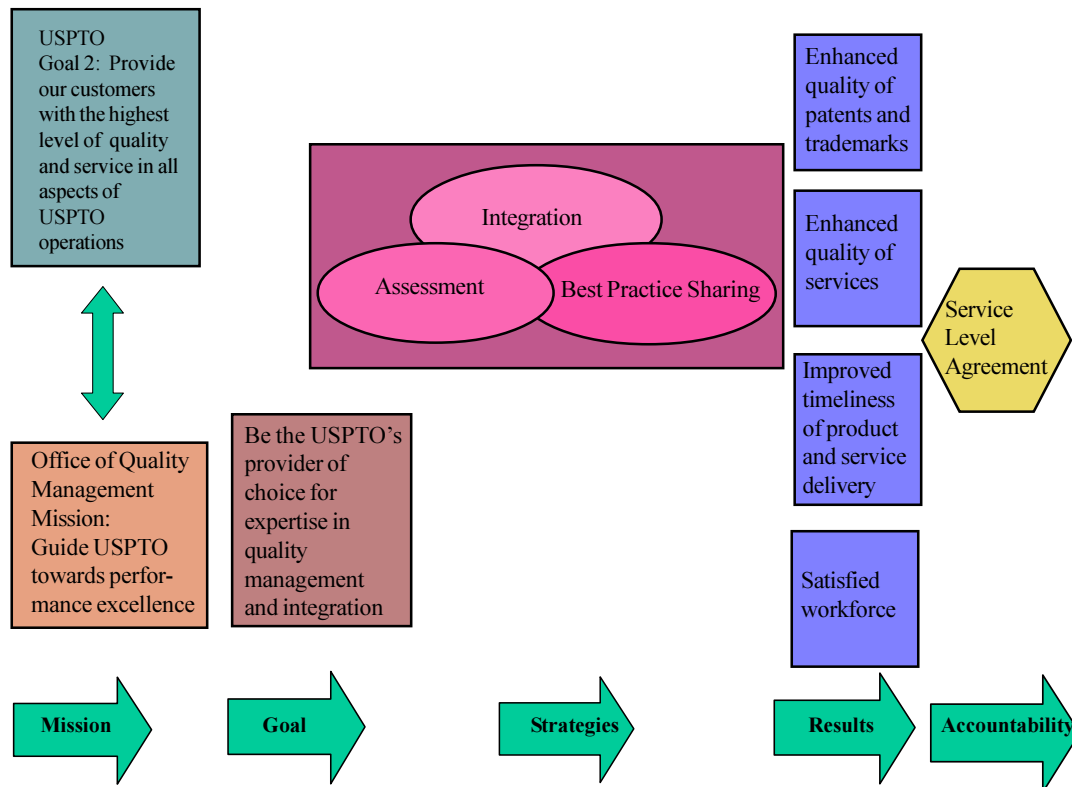 USPTO
Goal 2: Provide
our customers
with the highest
level of quality
and service in all
aspects of
USPTO
operations
Office of Quality
Management
Mission:
Guide USPTO
towards perfor-
mance excellence
Be the USPTO’s
provider of
choice for
expertise in
quality
management
and integration
Integration
Assessment
Best Practice Sharing
Enhanced
quality of
patents and
trademarks
Enhanced
quality of
services
Improved
timeliness
of product
and service
delivery
Satisfied
workforce
Service
Level
Agreement
Mission
Goal
Strategies
Results
Accountability